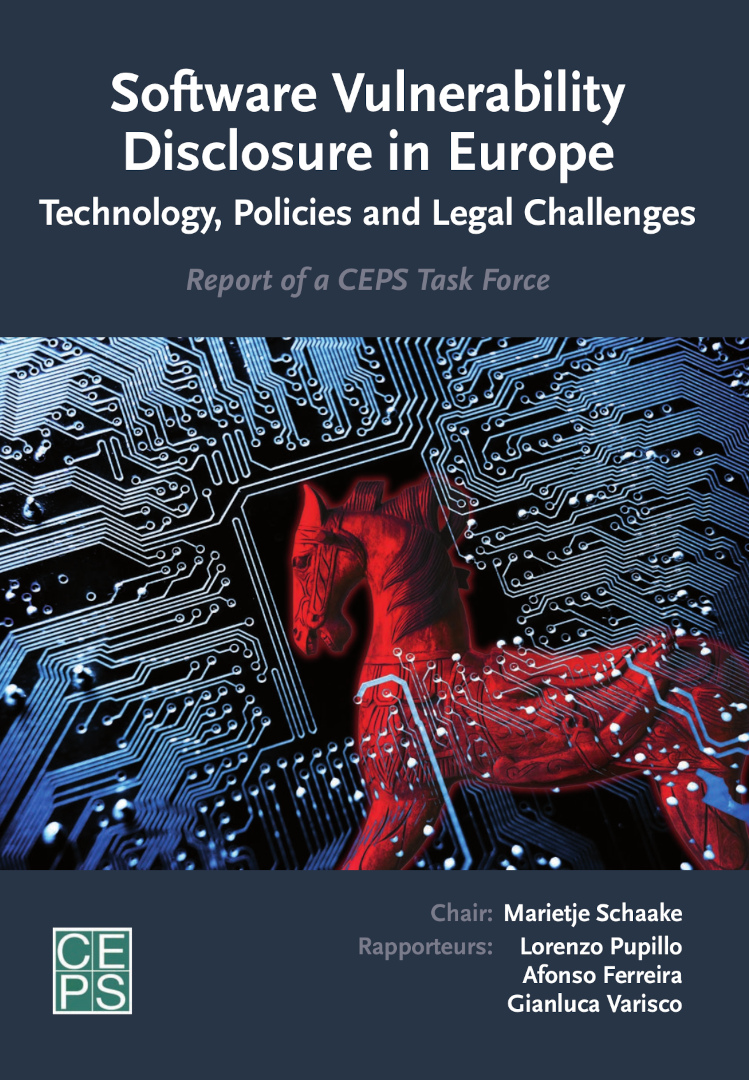 Software Vulnerability
Disclosure in Europe
Technology, Policies and Legal Challenges
Report of a CEPS Task Force
Chair: Marietje Schaake
Rapporteurs: Lorenzo Pupillo
Afonso Ferreira
Gianluca Varisco
CE
PS